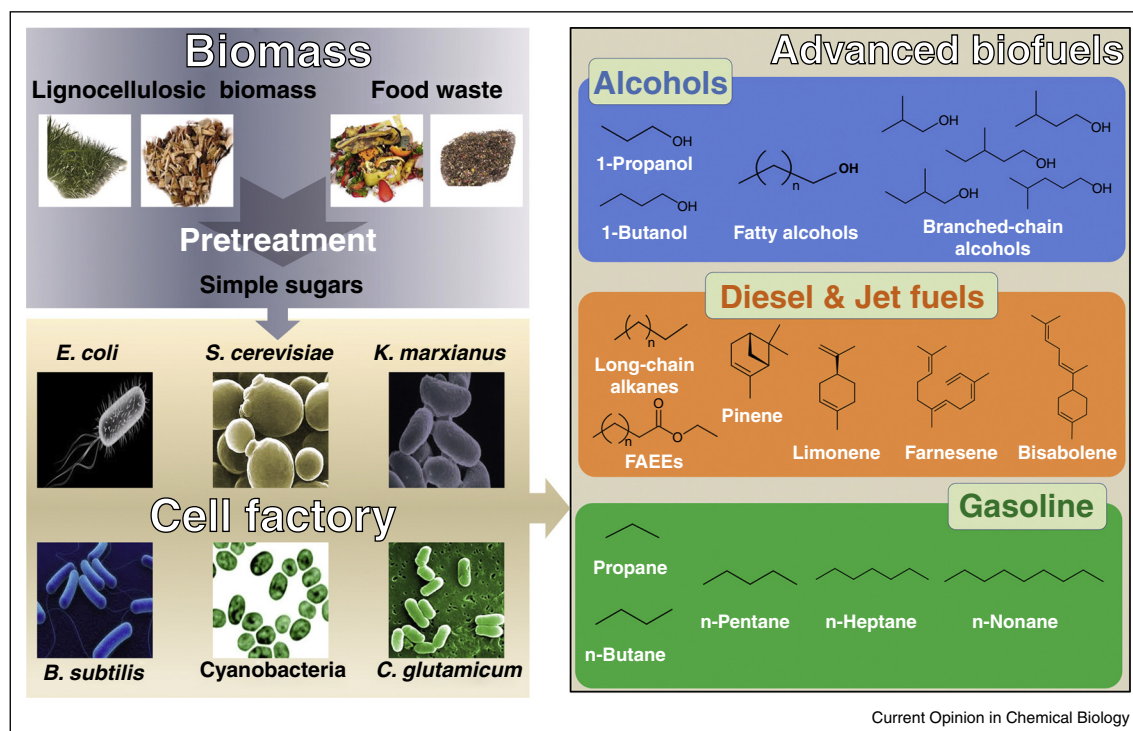 Biomass
Lignocellulosic biomass
Food waste
Pretreatment
Simple sugars
E. coli
S. cerevisiae
K. marxianus
Cell factory
B. subtilis
Cyanobacteria
C. glutamicum
Advanced biofuels
Alcohols
OH
1-Propanol
OH
1-Butanol
n
OH
Fatty alcohols
OH
OH
OH
OH
OH
Branched-chain
alcohols
Diesel & Jet fuels
n
Long-chain
alkanes
n
O
O
FAEEs
Pinene
Limonene
Farnesene
Bisabolene
Gasoline
Propane
n-Butane
n-Pentane
n-Heptane
n-Nonane
Current Opinion in Chemical Biology